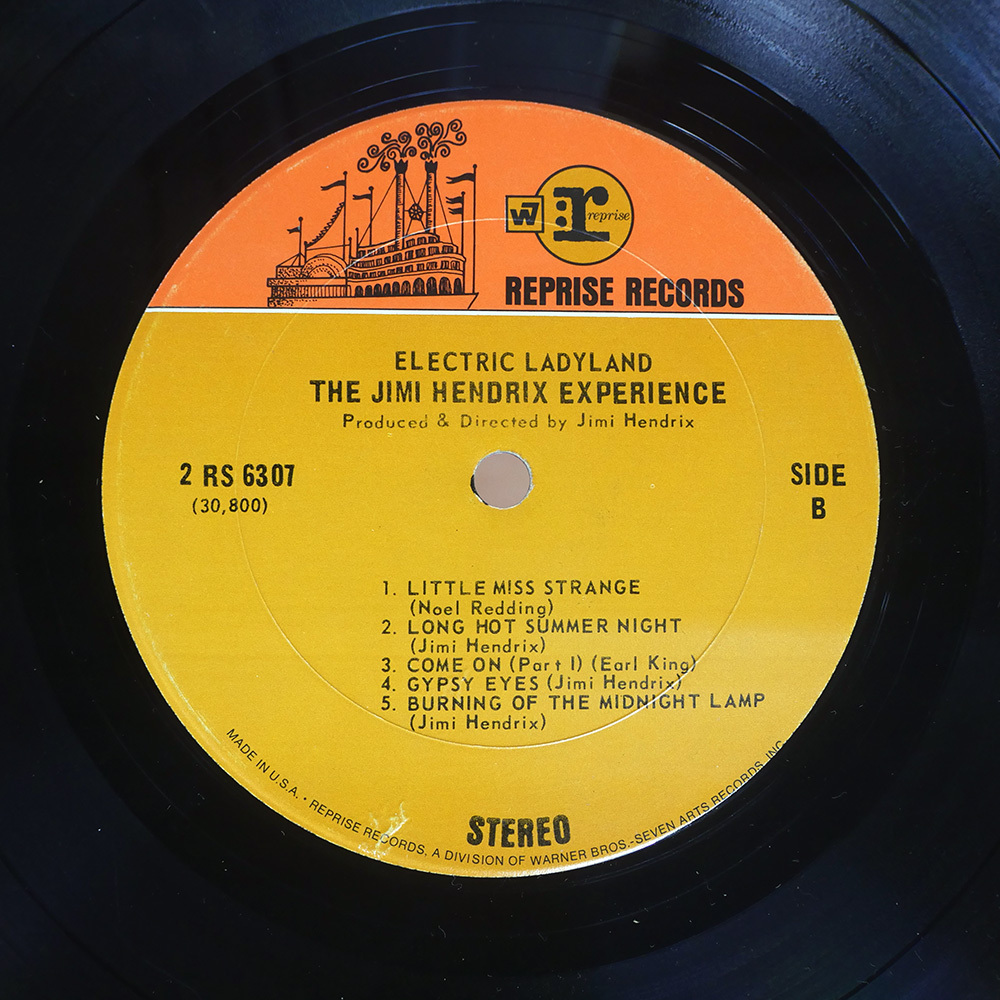 W7
r
reprise
REPRISE RECORDS
ELECTRIC LADYLAND
THE JIMI HENDRIX EXPERIENCE
Produced & Directed by Jimi Hendrix
2 RS 6307
(30,800)
SIDE
B
1. LITTLE MISS STRANGE
(Noel Redding)
2. LONG HOT SUMMER NIGHT
(Jimi Hendrix)
3. COME ON (Part I) (Earl King)
4. GYPSY EYES (Jimi Hendrix)
5. BURNING OF THE MIDNIGHT LAMP
(Jimi Hendrix)
STEREO
MADE IN U.S.A. • REPRISE RECORDS, A DIVISION OF WARNER BROS.-SEVEN ARTS RECORDS, INC.